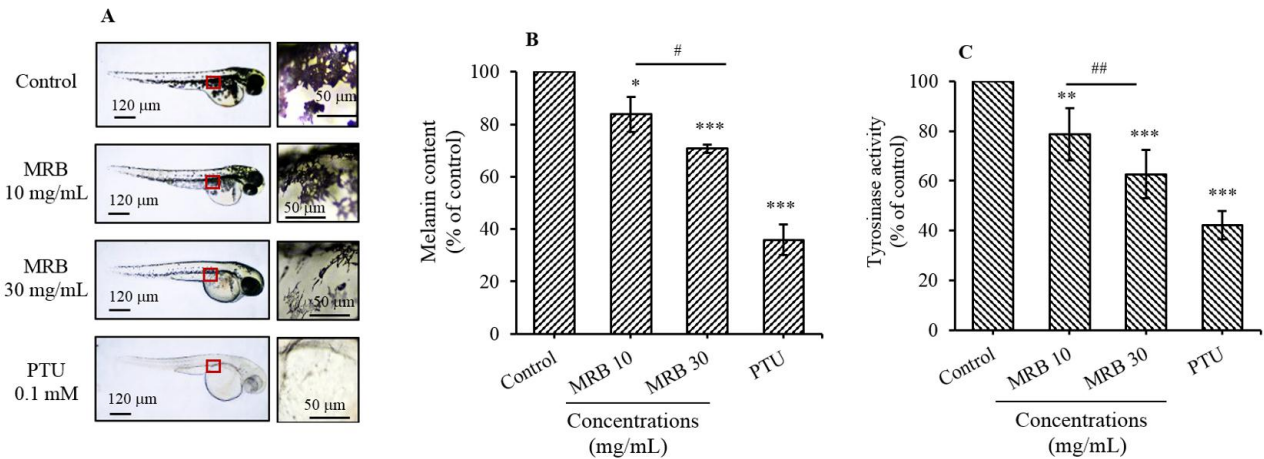 A
Control
120 μm
50 μm
MRB
10 mg/mL
120 μm
50 μm
MRB
30 mg/mL
120 μm
50 μm
PTU
0.1 mM
120 μm
50 μm
B
#
*
***
***
100
80
60
40
20
0
Melanin content
(% of control)
Control
MRB 10
MRB 30
PTU
Concentrations
(mg/mL)
C
##
**
***
***
100
80
60
40
20
0
Tyrosinase activity
(% of control)
Control
MRB 10
MRB 30
PTU
Concentrations
(mg/mL)